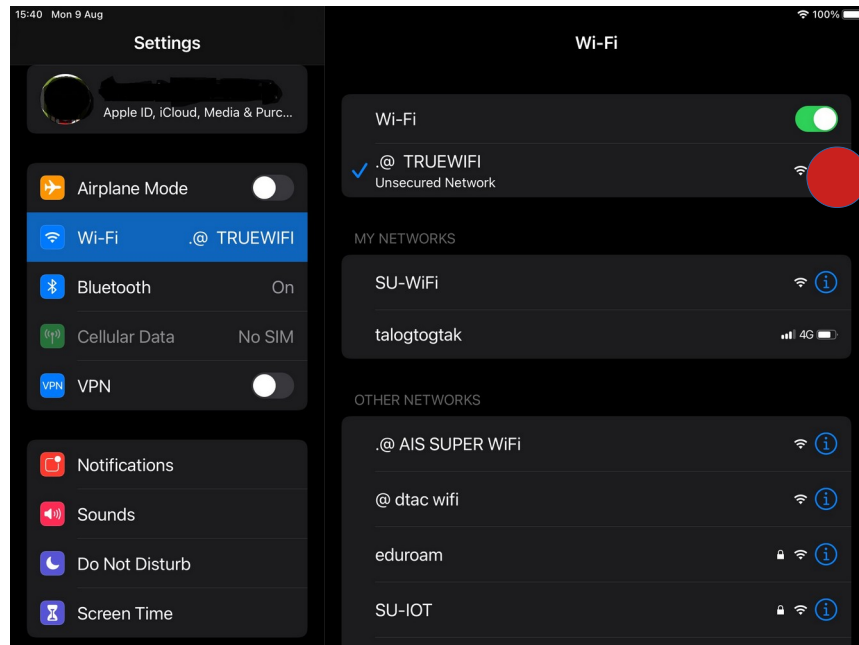 15:40 Mon 9 Aug
100%
Settings
Apple ID, iCloud, Media & Purc...
Airplane Mode
Wi-Fi .@ TRUEWIFI
Bluetooth On
Cellular Data No SIM
VPN VPN
Notifications
Sounds
Do Not Disturb
Screen Time
Wi-Fi
Wi-Fi
.@ TRUEWIFI
Unsecured Network
MY NETWORKS
SU-WiFi
talogtogtak 4G
OTHER NETWORKS
.@ AIS SUPER WiFi
@ dtac wifi
eduroam
SU-IOT